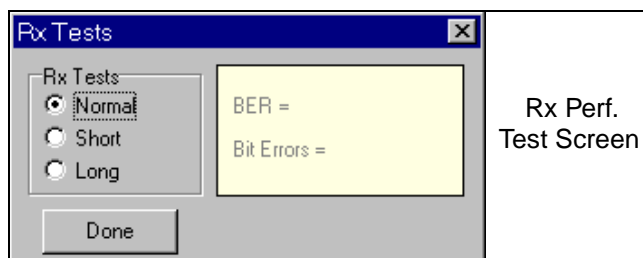 Rx Tests
Rx Tests
Normal
Short
Long
BER =
Bit Errors =
Done
Rx Perf.
Test Screen